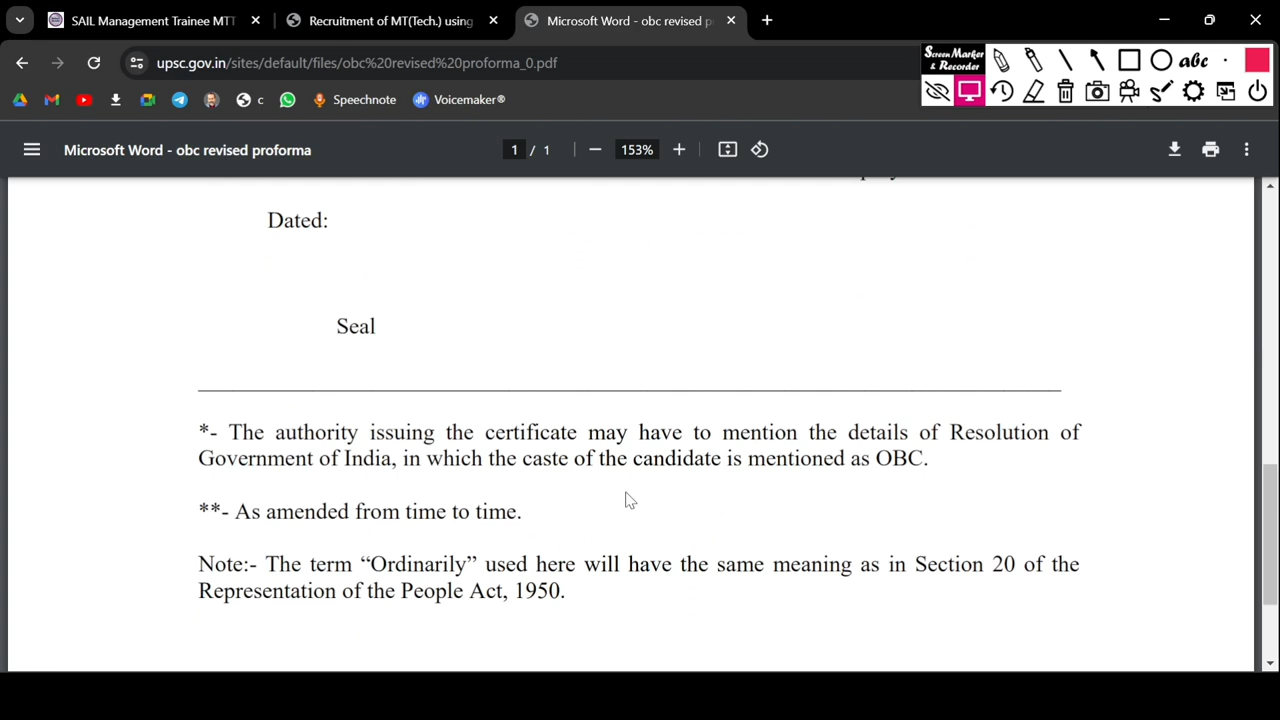 SAIL Management Trainee MTT
Recruitment of MT(Tech.) using
Microsoft Word - obc revised p
upsc.gov.in/sites/default/files/obc%20revised%20proforma_0.pdf
Screen Marker
& Recorder
abc
c
Speechnote
Voicemaker®
Microsoft Word - obc revised proforma
1 / 1
153%
Dated:
Seal
*- The authority issuing the certificate may have to mention the details of Resolution of
Government of India, in which the caste of the candidate is mentioned as OBC.
**- As amended from time to time.
Note:- The term “Ordinarily” used here will have the same meaning as in Section 20 of the
Representation of the People Act, 1950.